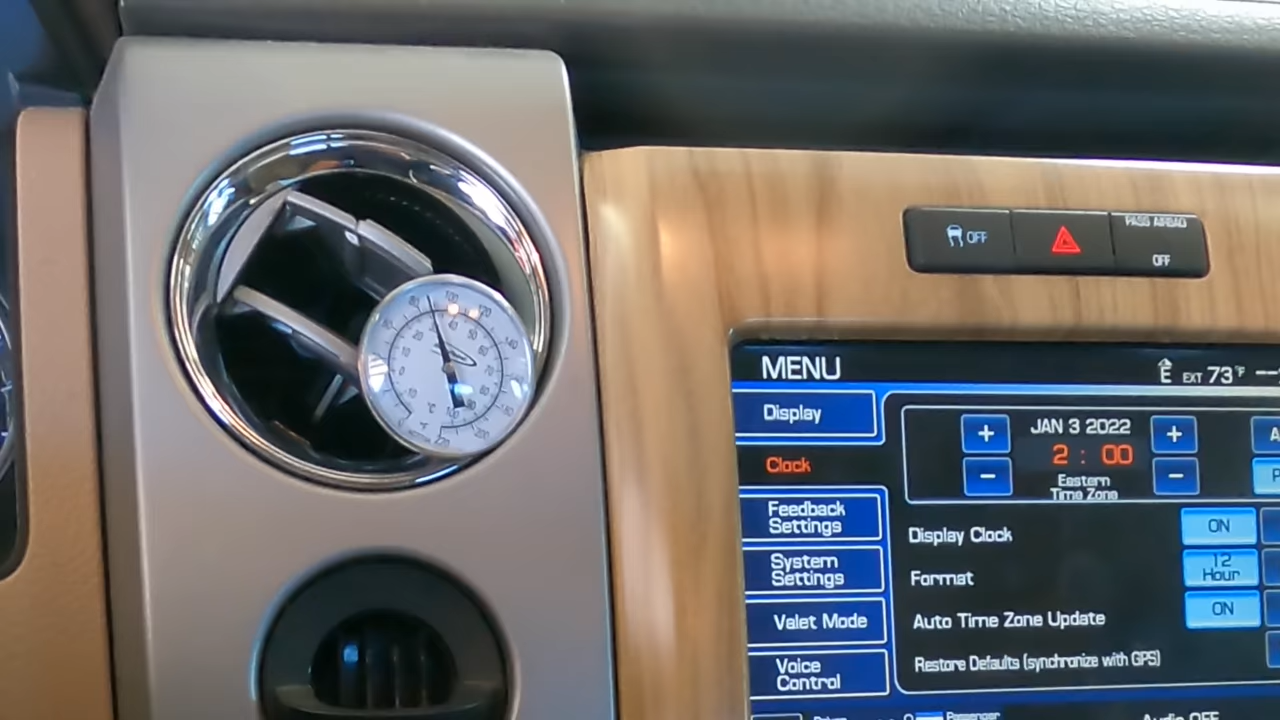 OFF
PASS AIRBAG
OFF
MENU
E EXT 73°F
Display
JAN 3 2022
+ +
2 : 00
Clock
- -
Eastern
Time Zone
Feedback
Settings
Display Clock
ON
System
Settings
Format
12
Hour
Valet Mode
Auto Time Zone Update
ON
Voice
Control
Restore Defaults (synchronize with GPS)
Passenger
Audio OFF